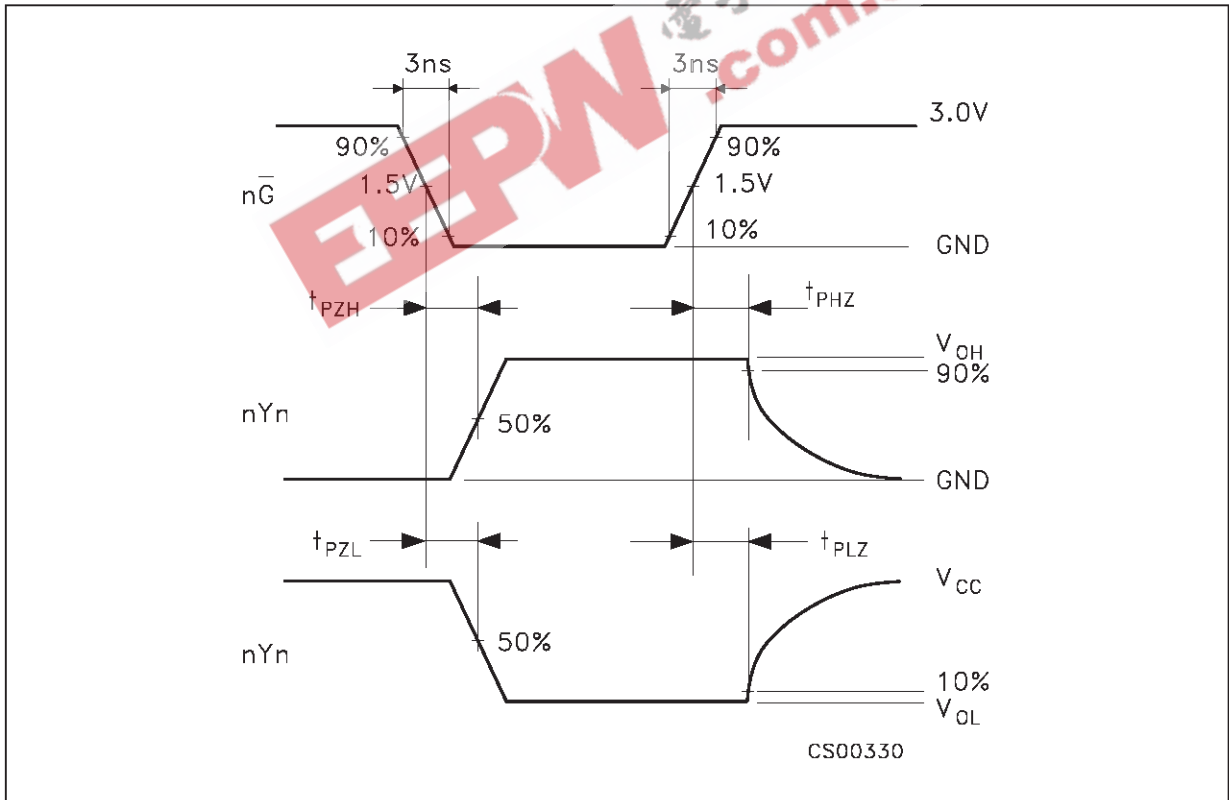 3ns 3ns
3.0V
90% 90%
nG̅ 1.5V 1.5V
10% 10% GND
tPZH tPHZ
VOH
90%
nYn 50%
GND
tPZL tPLZ
VCC
nYn 50%
10%
VOL
CS00330
EEPW .com.